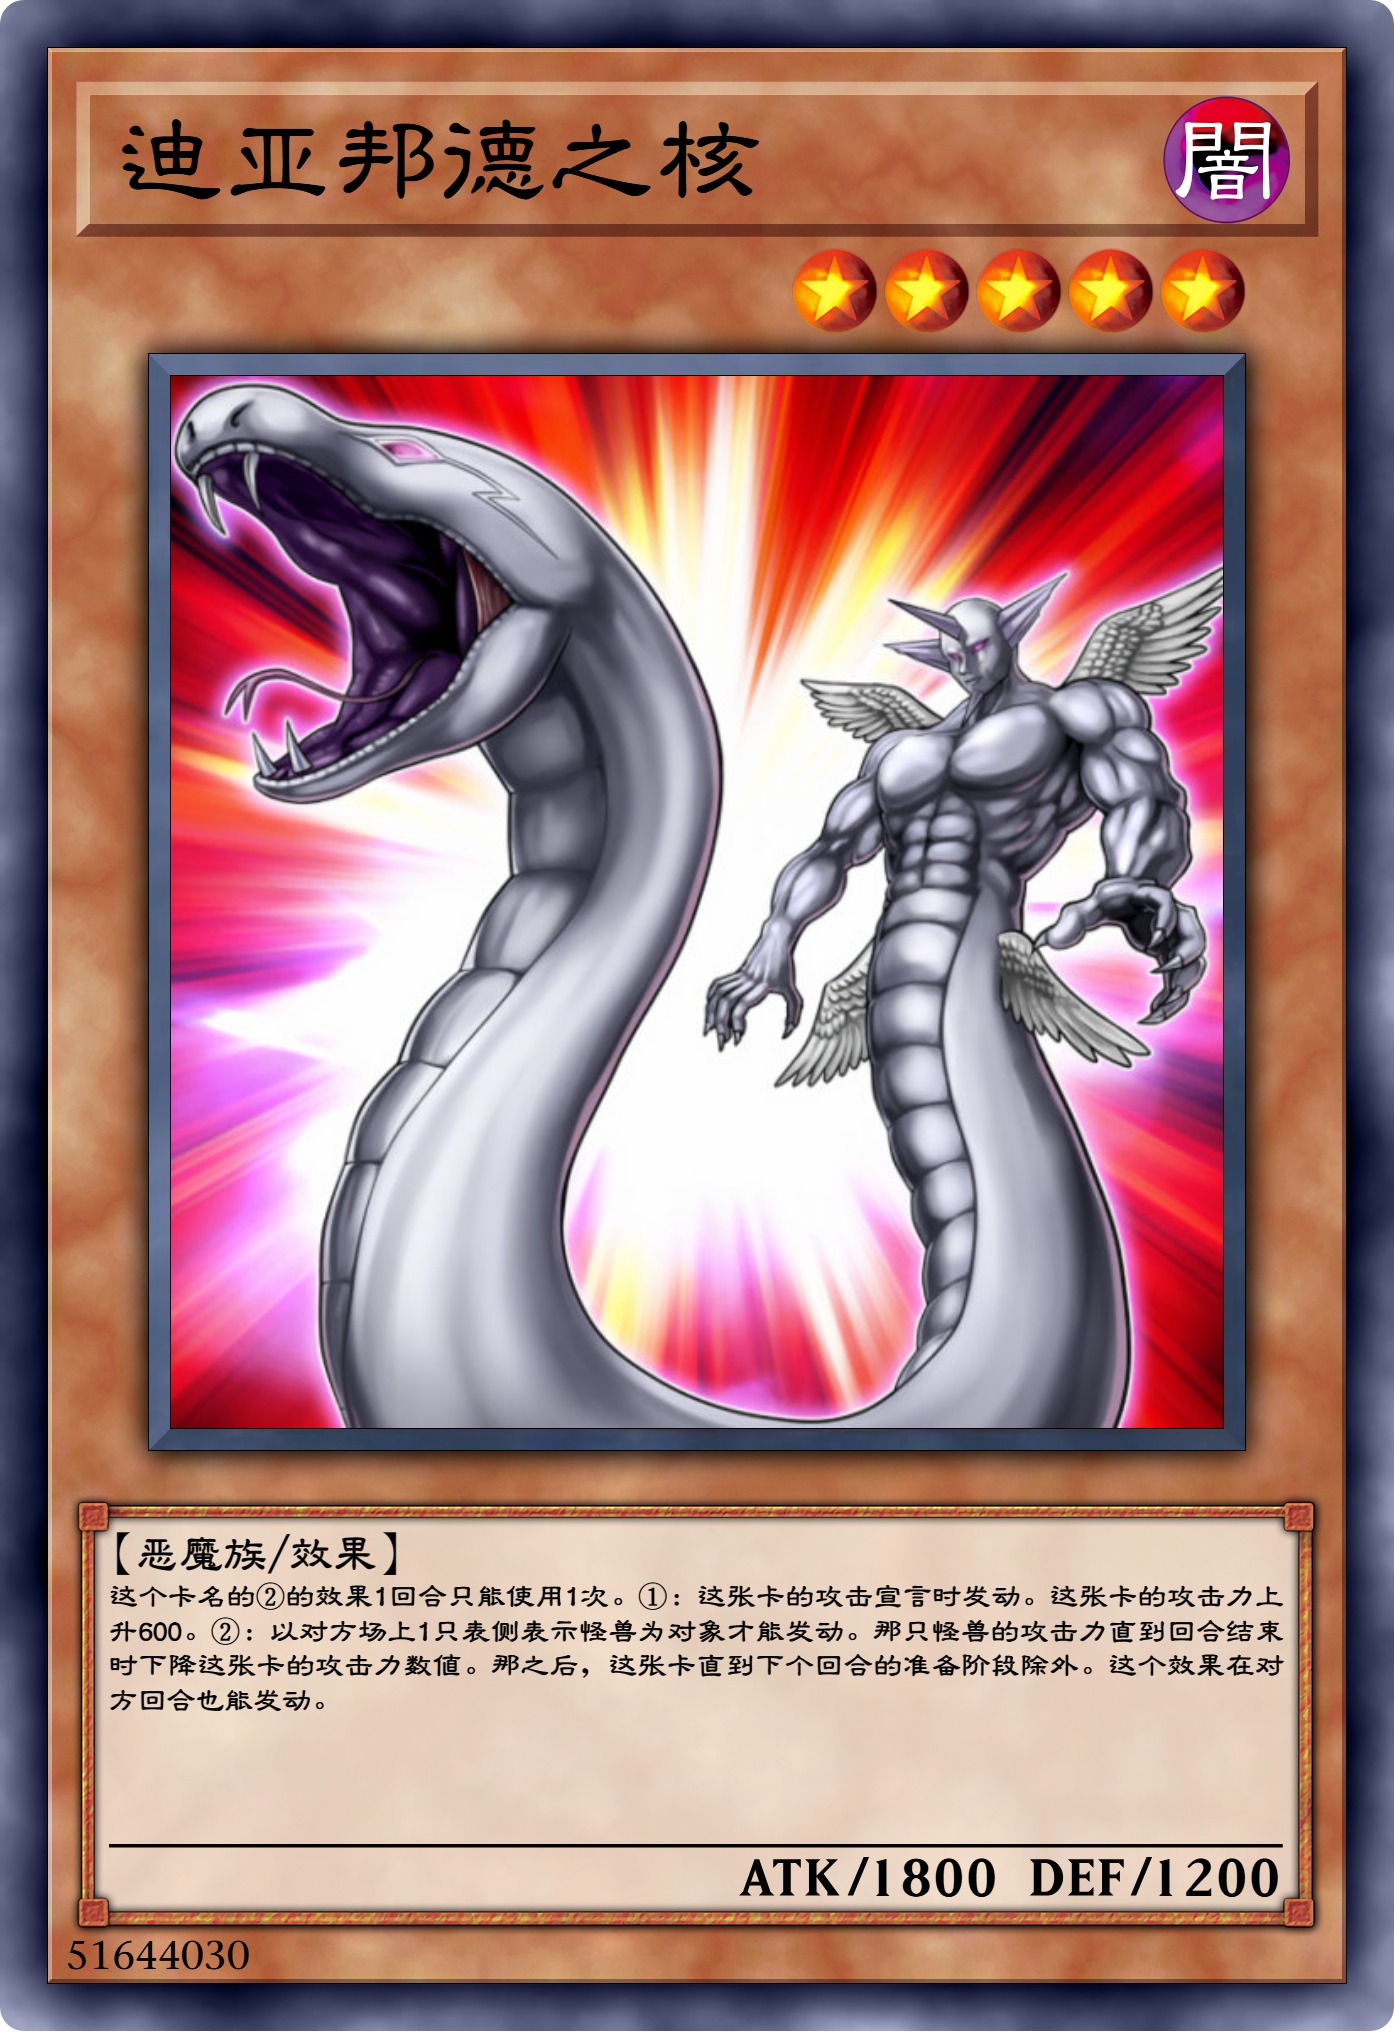 迪亚邦德之核
闇
【恶魔族/效果】
这个卡名的②的效果1回合只能使用1次。①：这张卡的攻击宣言时发动。这张卡的攻击力上
升600。②：以对方场上1只表侧表示怪兽为对象才能发动。那只怪兽的攻击力直到回合结束
时下降这张卡的攻击力数值。那之后，这张卡直到下个回合的准备阶段除外。这个效果在对
方回合也能发动。
ATK/1800 DEF/1200
51644030